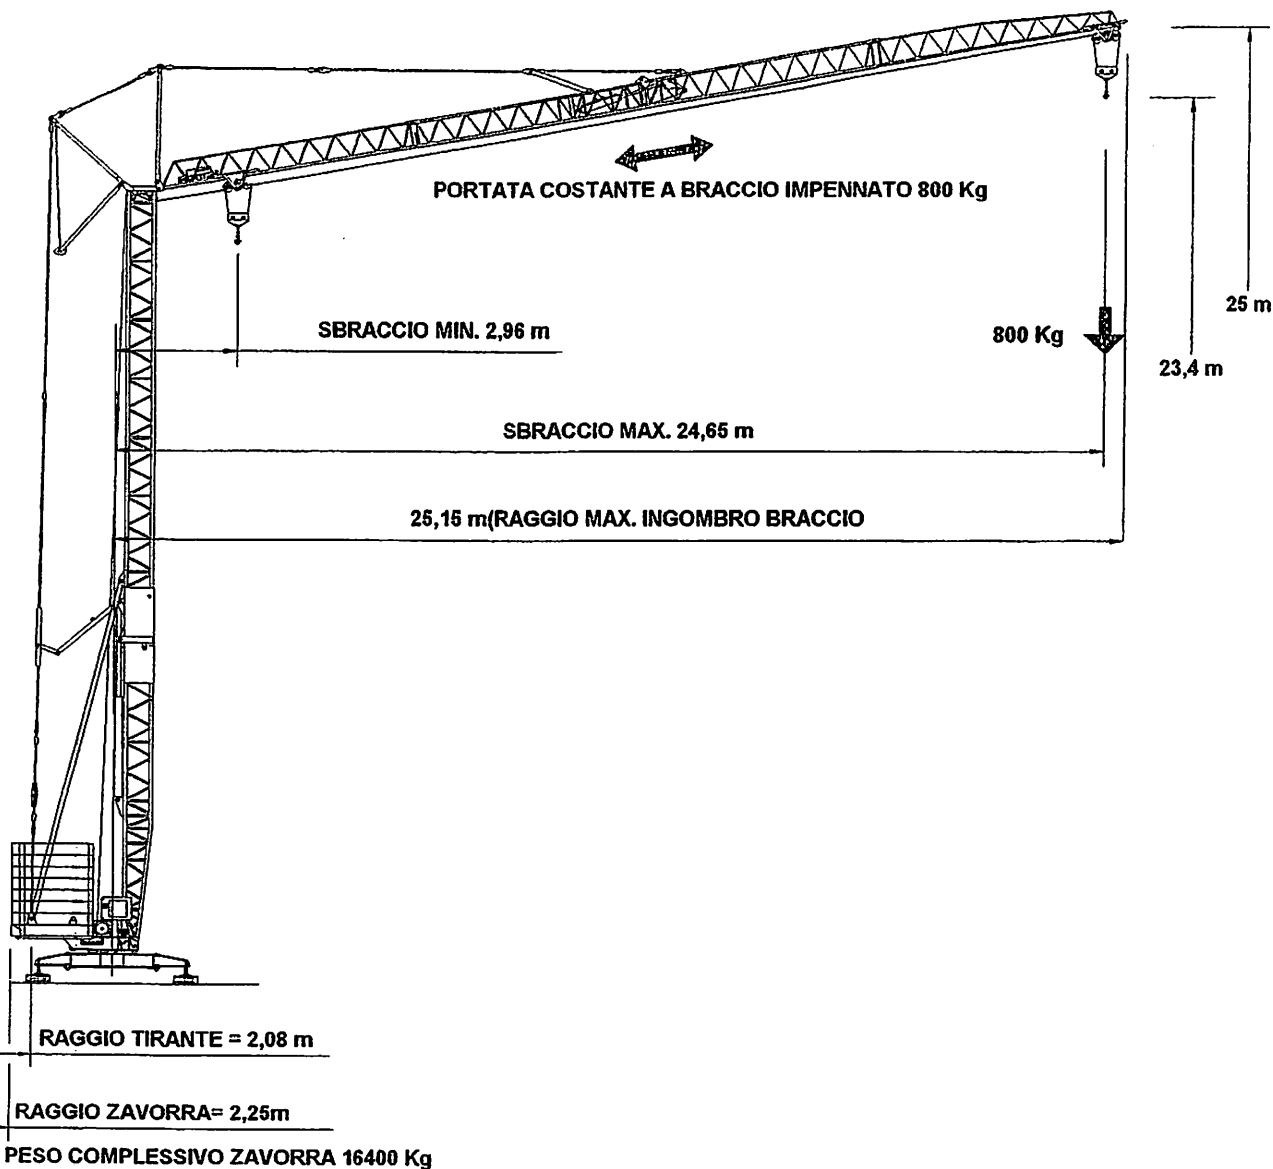 PORTATA COSTANTE A BRACCIO IMPENNATO 800 Kg
25 m
SBRACCIO MIN. 2,96 m
800 Kg
23,4 m
SBRACCIO MAX. 24,65 m
25,15 m(RAGGIO MAX. INGOMBRO BRACCIO
RAGGIO TIRANTE = 2,08 m
RAGGIO ZAVORRA= 2,25m
PESO COMPLESSIVO ZAVORRA 16400 Kg